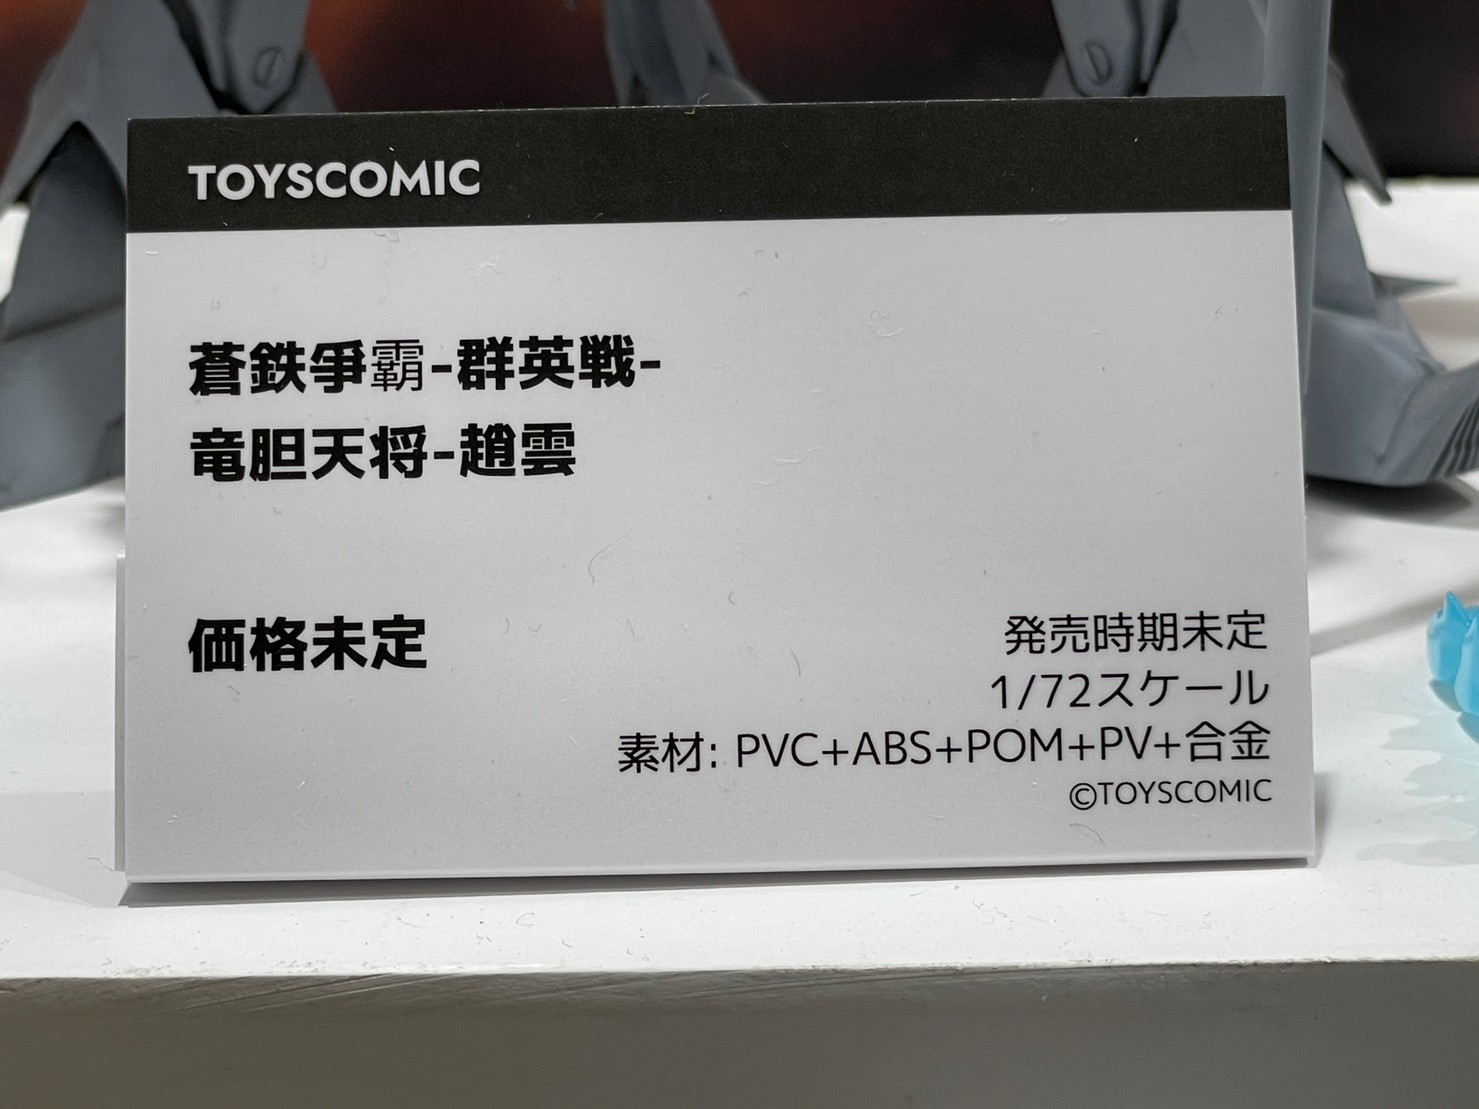 TOYSCOMIC
蒼鉄爭霸-群英戦-
竜胆天将-趙雲
価格未定
発売時期未定
1/72スケール
素材: PVC+ABS+POM+PV+合金
©TOYSCOMIC